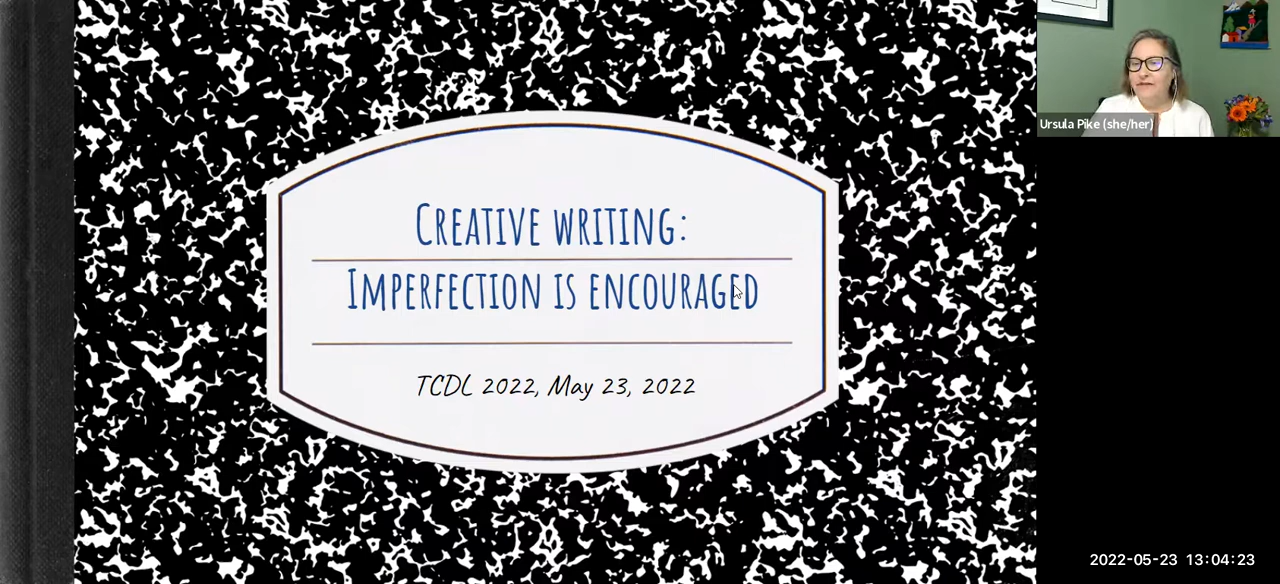 Creative writing:
Imperfection is encouraged
TCDL 2022, May 23, 2022
Ursula Pike (she/her)
2022-05-23 13:04:23